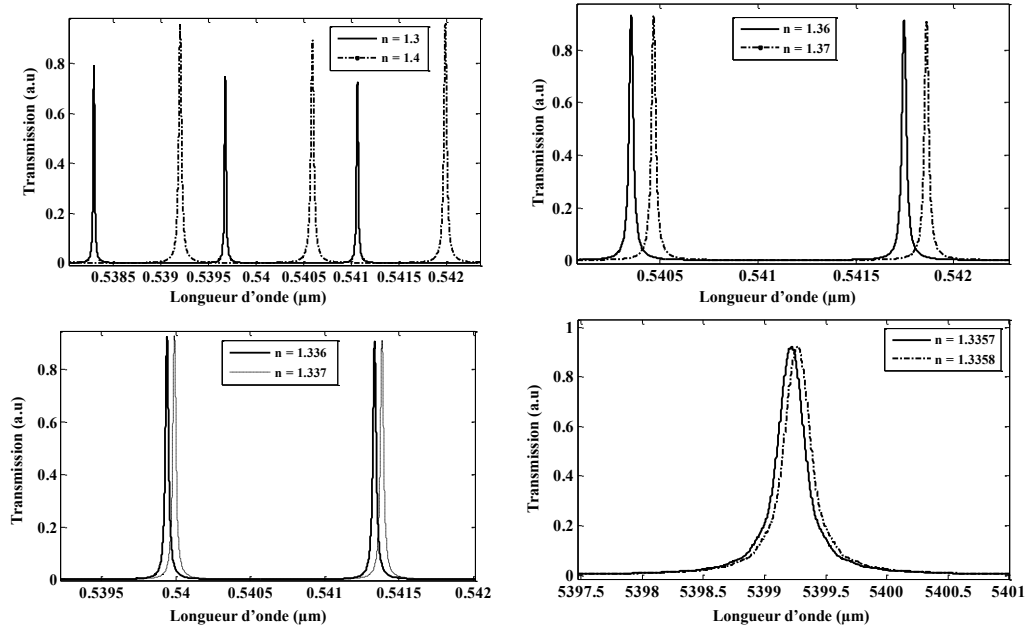 n = 1.3
n = 1.4
Transmission (a.u)
0.8
0.6
0.4
0.2
0
0.5385 0.539 0.5395 0.54 0.5405 0.541 0.5415 0.542
Longueur d'onde (µm)
n = 1.36
n = 1.37
Transmission (a.u)
0.8
0.6
0.4
0.2
0
0.5405 0.541 0.5415 0.542
Longueur d'onde (µm)
n = 1.336
n = 1.337
Transmission (a.u)
0.8
0.6
0.4
0.2
0
0.5395 0.54 0.5405 0.541 0.5415 0.542
Longueur d'onde (µm)
n = 1.3357
n = 1.3358
Transmission (a.u)
1
0.8
0.6
0.4
0.2
0
5397.5 5398 5398.5 5399 5399.5 5400 5400.5 5401
Longueur d'onde (µm)